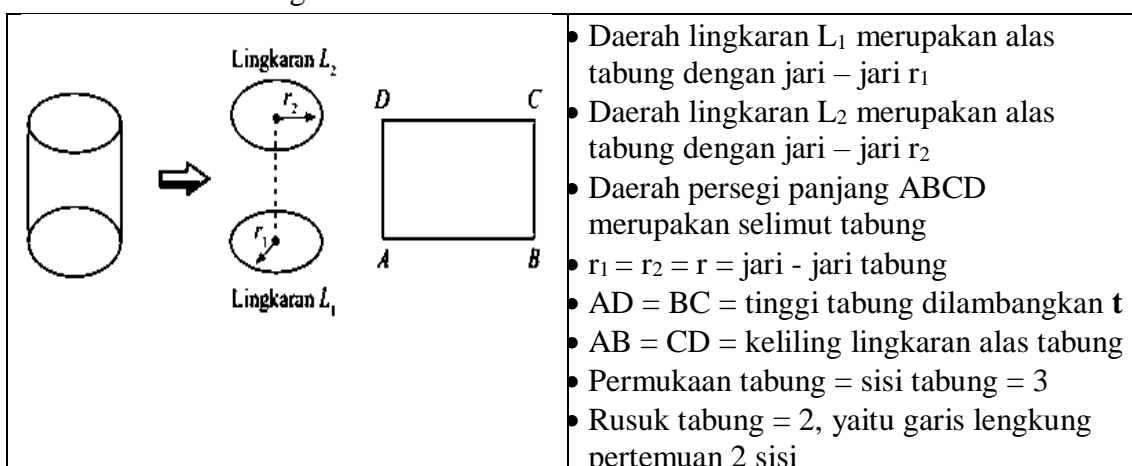 Lingkaran L₂
r₂
D
C
r₁
A
B
Lingkaran L₁
• Daerah lingkaran L₁ merupakan alas
tabung dengan jari – jari r₁
• Daerah lingkaran L₂ merupakan alas
tabung dengan jari – jari r₂
• Daerah persegi panjang ABCD
merupakan selimut tabung
• r₁ = r₂ = r = jari - jari tabung
• AD = BC = tinggi tabung dilambangkan t
• AB = CD = keliling lingkaran alas tabung
• Permukaan tabung = sisi tabung = 3
• Rusuk tabung = 2, yaitu garis lengkung
pertemuan 2 sisi